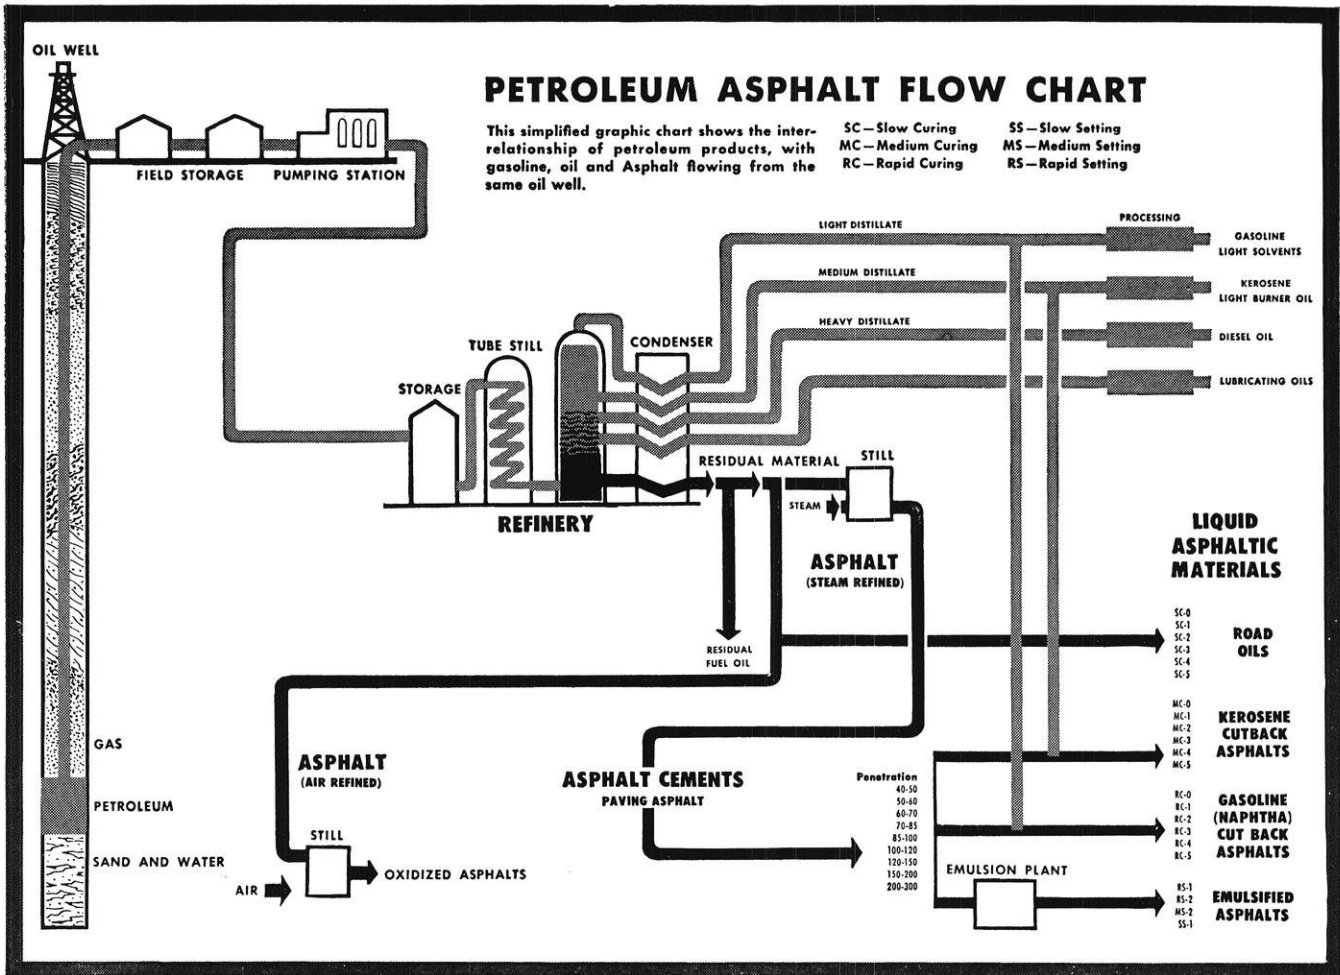 OIL WELL
PETROLEUM ASPHALT FLOW CHART
This simplified graphic chart shows the inter-
relationship of petroleum products, with
gasoline, oil and Asphalt flowing from the
same oil well.
SC—Slow Curing
MC—Medium Curing
RC—Rapid Curing
SS—Slow Setting
MS—Medium Setting
RS—Rapid Setting
FIELD STORAGE
PUMPING STATION
LIGHT DISTILLATE
PROCESSING
GASOLINE
LIGHT SOLVENTS
MEDIUM DISTILLATE
KEROSENE
LIGHT BURNER OIL
HEAVY DISTILLATE
DIESEL OIL
LUBRICATING OILS
TUBE STILL
CONDENSER
STORAGE
REFINERY
RESIDUAL MATERIAL
STILL
STEAM
ASPHALT
(STEAM REFINED)
RESIDUAL
FUEL OIL
LIQUID
ASPHALTIC
MATERIALS
SC-0
SC-1
SC-2
SC-3
SC-4
SC-5
ROAD
OILS
MC-0
MC-1
MC-2
MC-3
MC-4
MC-5
KEROSENE
CUTBACK
ASPHALTS
RC-0
RC-1
RC-2
RC-3
RC-4
RC-5
GASOLINE
(NAPHTHA)
CUT BACK
ASPHALTS
RS-1
RS-2
MS-2
SS-1
EMULSIFIED
ASPHALTS
GAS
PETROLEUM
SAND AND WATER
ASPHALT
(AIR REFINED)
STILL
AIR
OXIDIZED ASPHALTS
ASPHALT CEMENTS
PAVING ASPHALT
Penetration
40-50
50-60
60-70
70-85
85-100
100-120
120-150
150-200
200-300
EMULSION PLANT